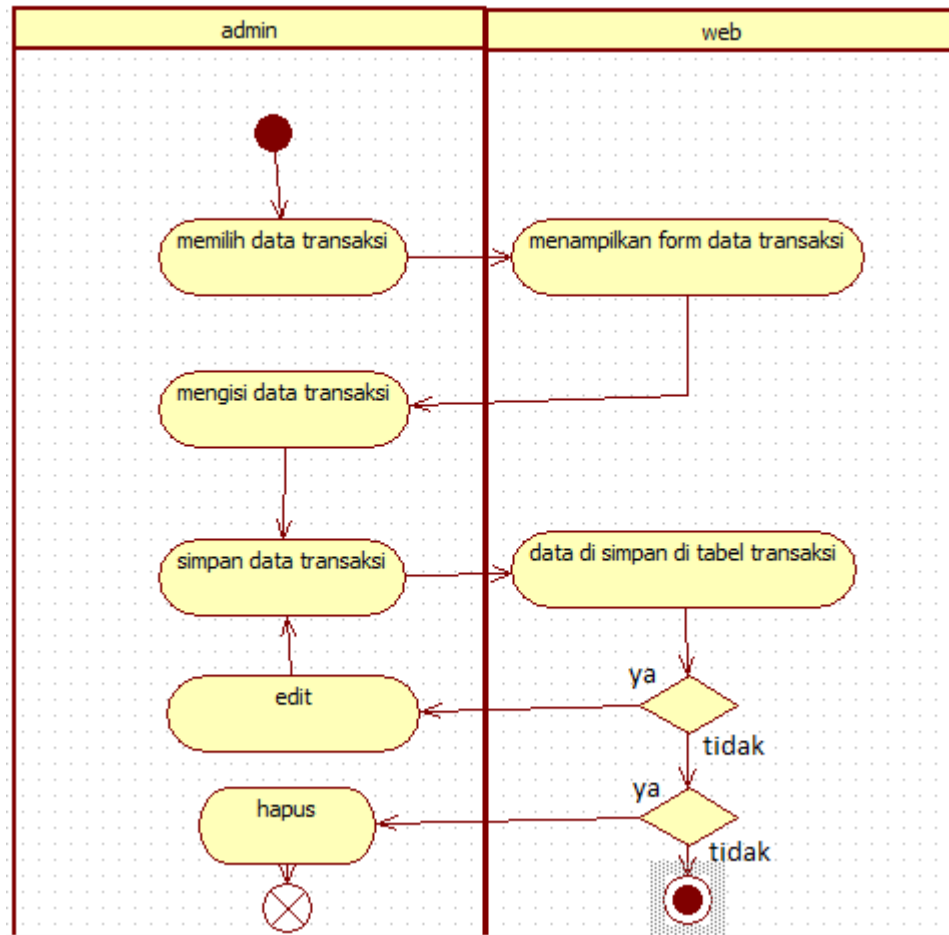 admin
web
memilih data transaksi
menampilkan form data transaksi
mengisi data transaksi
simpan data transaksi
data di simpan di tabel transaksi
ya
edit
tidak
ya
hapus
tidak